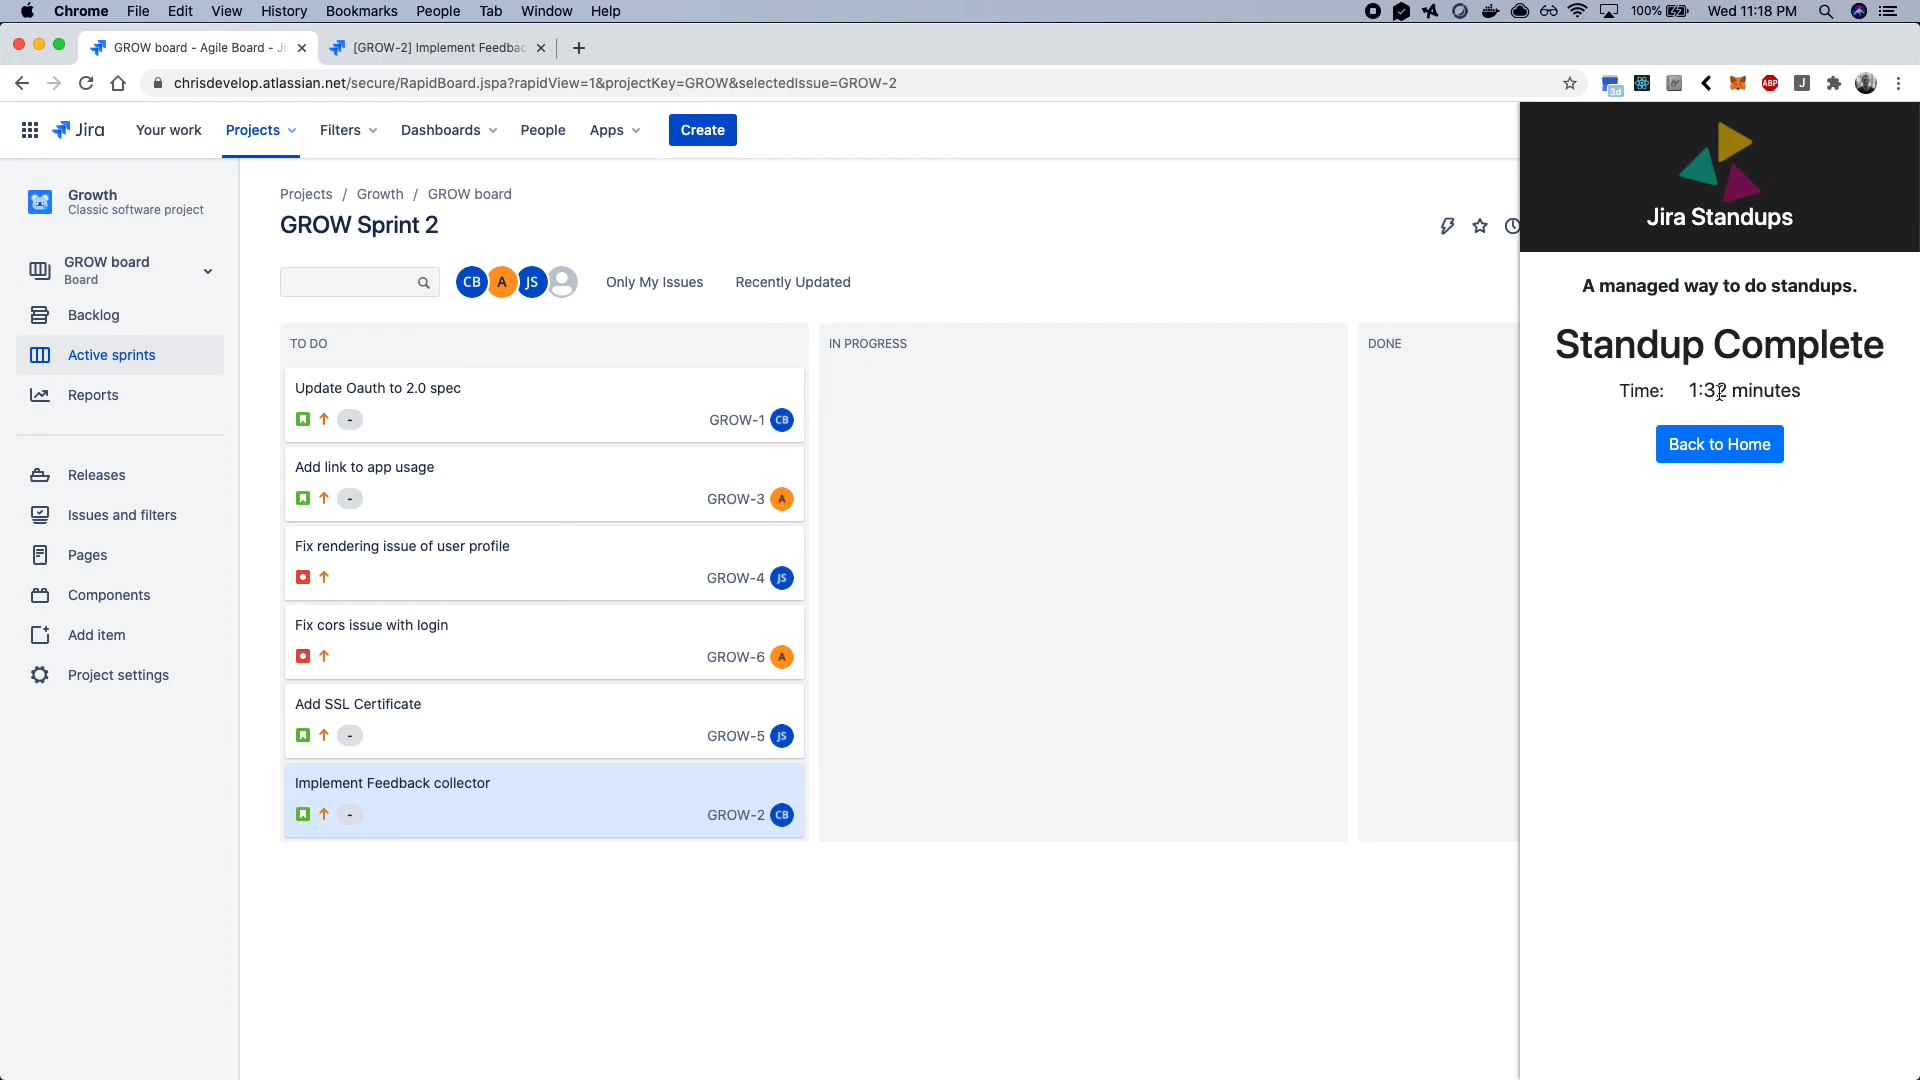 Chrome File Edit View History Bookmarks People Tab Window Help 100% Wed 11:18 PM
GROW board - Agile Board - Ji [GROW-2] Implement Feedbac
chrisdevelop.atlassian.net/secure/RapidBoard.jspa?rapidView=1&projectKey=GROW&selectedIssue=GROW-2
3d
ABP
J
Jira Your work Projects Filters Dashboards People Apps Create
Growth
Classic software project
GROW board
Board
Backlog
Active sprints
Reports
Releases
Issues and filters
Pages
Components
Add item
Project settings
Projects / Growth / GROW board
GROW Sprint 2
CB A JS Only My Issues Recently Updated
TO DO
Update Oauth to 2.0 spec
- GROW-1 CB
Add link to app usage
- GROW-3 A
Fix rendering issue of user profile
GROW-4 JS
Fix cors issue with login
GROW-6 A
Add SSL Certificate
- GROW-5 JS
Implement Feedback collector
- GROW-2 CB
IN PROGRESS
DONE
Jira Standups
A managed way to do standups.
Standup Complete
Time: 1:32 minutes
Back to Home